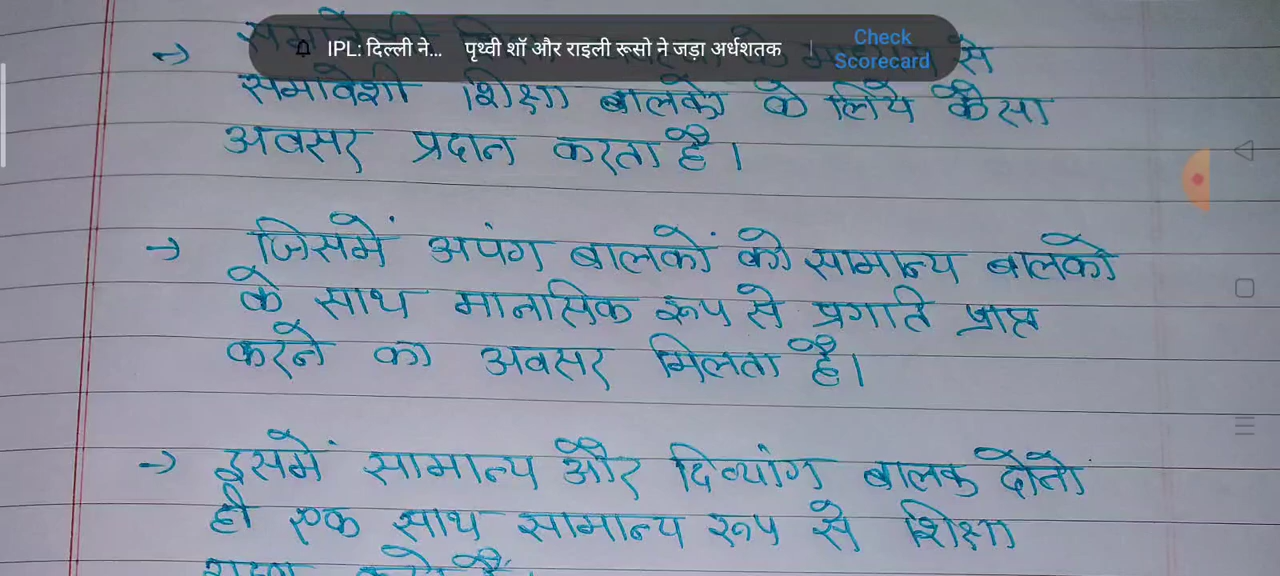 IPL: दिल्ली ने... पृथ्वी शॉ और राइली रूसो ने जड़ा अर्धशतक | Check Scorecard
→ से
समावेशी शिक्षा बालको के लिये कैसा
अवसर प्रदान करता है।
→ जिसमें अपंग बालकों को सामान्य बालको
के साथ मानसिक रूप से प्रगति प्राप्त
करने का अवसर मिलता है।
→ इसमें सामान्य और दिव्यांग बालक दोनों
ही एक साथ सामान्य रूप से शिक्षा